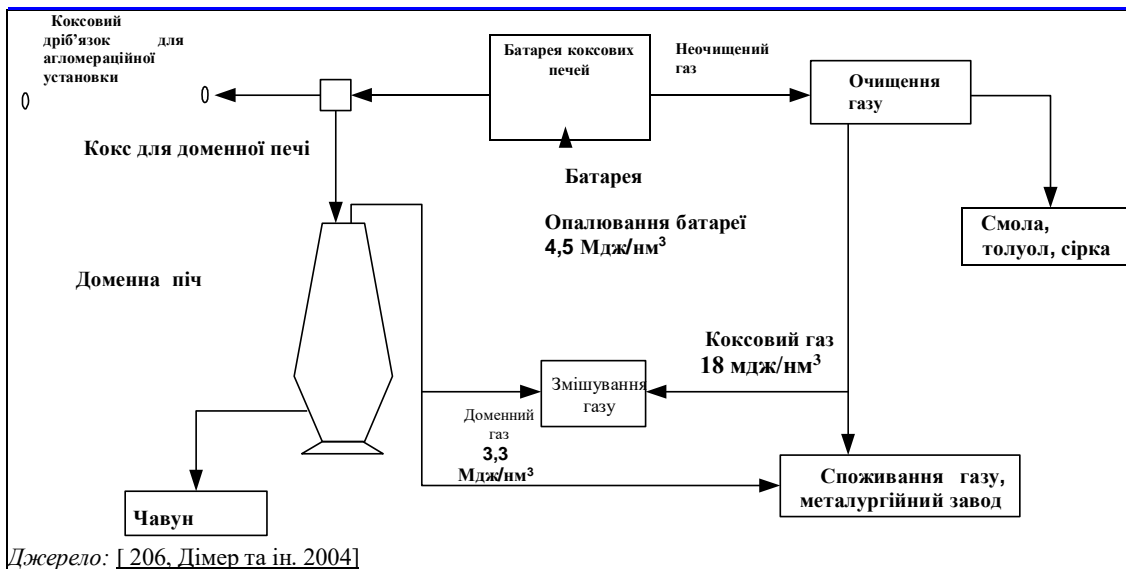 Коксовий
дріб’язок для
агломераційної
установки
Батарея коксових
печей
Неочищений
газ
Очищення
газу
Кокс для доменної печі
Батарея
Опалювання батареї
4,5 Мдж/нм³
Смола,
толуол, сірка
Доменна піч
Коксовий газ
18 мдж/нм³
Змішування
газу
Доменний
газ
3,3
Мдж/нм³
Споживання газу,
металургійний завод
Чавун
Джерело: [ 206, Дімер та ін. 2004]